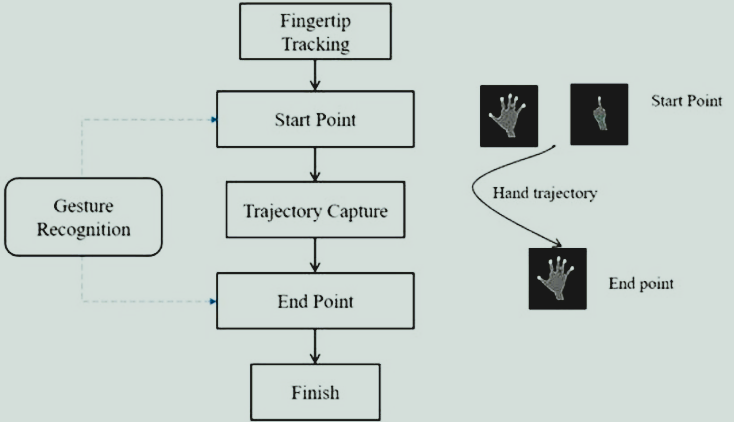 Fingertip
Tracking
Start Point
Start Point
Gesture
Recognition
Trajectory Capture
Hand trajectory
End Point
End point
Finish